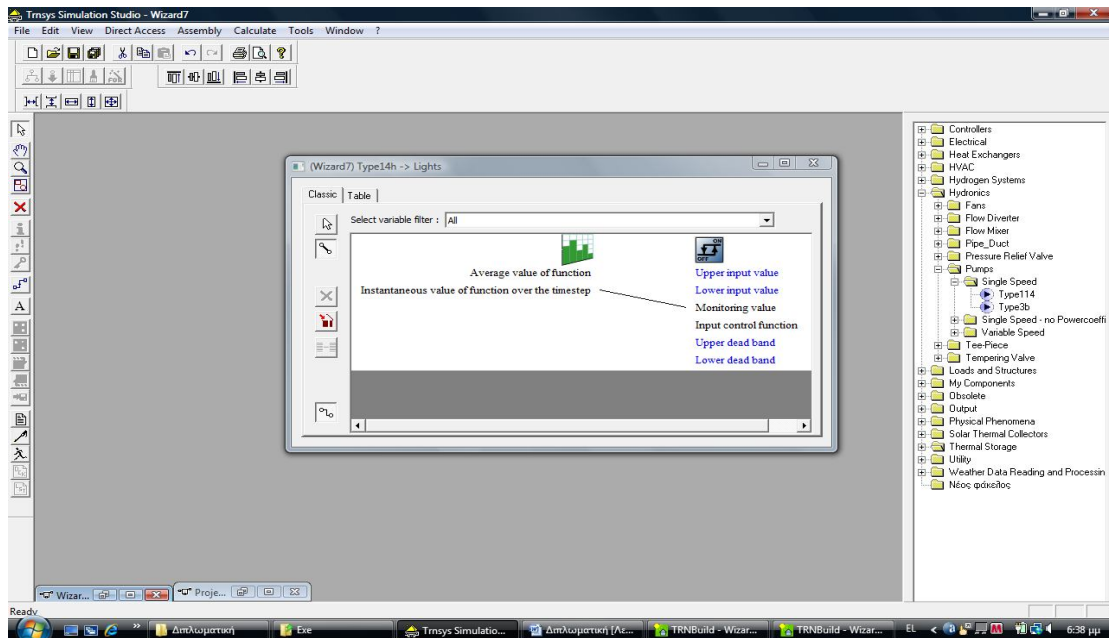 Trnsys Simulation Studio - Wizard7
File Edit View Direct Access Assembly Calculate Tools Window ?
(Wizard7) Type14h -> Lights
Classic Table
Select variable filter : All
ON
OFF
Average value of function
Instantaneous value of function over the timestep
Upper input value
Lower input value
Monitoring value
Input control function
Upper dead band
Lower dead band
A
Controllers
Electrical
Heat Exchangers
HVAC
Hydrogen Systems
Hydronics
Fans
Flow Diverter
Flow Mixer
Pipe_Duct
Pressure Relief Valve
Pumps
Single Speed
Type114
Type3b
Single Speed - no Powercoeffi
Variable Speed
Tee-Piece
Tempering Valve
Loads and Structures
My Components
Obsolete
Output
Physical Phenomena
Solar Thermal Collectors
Thermal Storage
Utility
Weather Data Reading and Processin
Νέος φάκελος
Wizar... Proje...
Ready
Διπλωματική Exe Trnsys Simulatio... Διπλωματική [Λε... TRNBuild - Wizar... TRNBuild - Wizar... EL 6:38 μμ